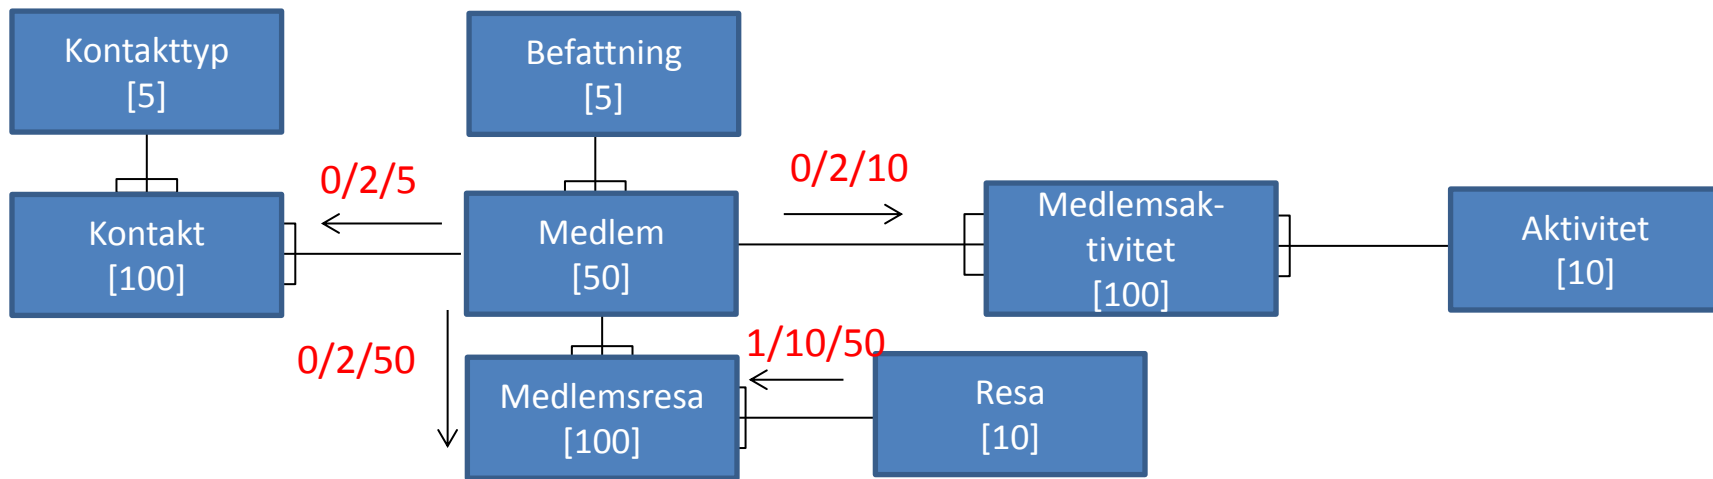 Kontakttyp
[5]
Befattning
[5]
0/2/5
0/2/10
Kontakt
[100]
Medlem
[50]
Medlemsak-
tivitet
[100]
Aktivitet
[10]
0/2/50
1/10/50
Medlemsresa
[100]
Resa
[10]